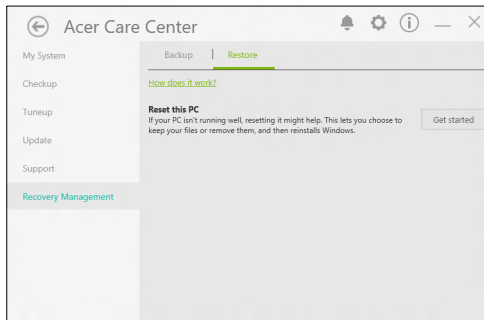 Acer Care Center
My System
Checkup
Tuneup
Update
Support
Recovery Management
Backup | Restore
How does it work?
Reset this PC
If your PC isn't running well, resetting it might help. This lets you choose to
keep your files or remove them, and then reinstalls Windows.
Get started